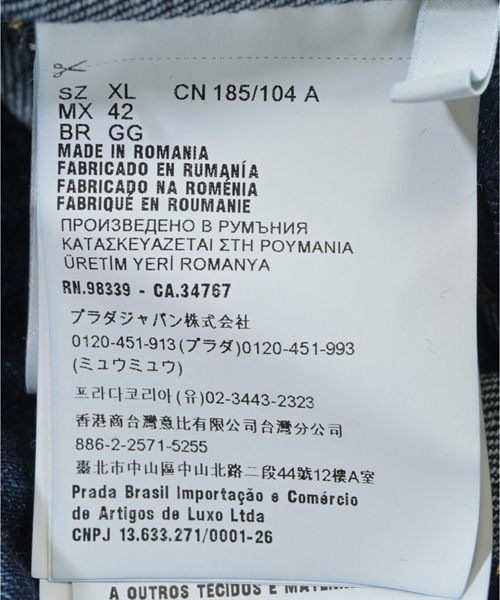 SZ XL CN 185/104 A
MX 42
BR GG
MADE IN ROMANIA
FABRICADO EN RUMANÍA
FABRICADO NA ROMÉNIA
FABRIQUÉ EN ROUMANIE
ПРОИЗВЕДЕНО В РУМЪНИЯ
ΚΑΤΑΣΚΕΥΑΖΕΤΑΙ ΣΤΗ ΡΟΥΜΑΝΙΑ
ÜRETİM YERİ ROMANYA
RN.98339 - CA.34767
プラダジャパン株式会社
0120-451-913(プラダ)0120-451-993
(ミュウミュウ)
프라다코리아(유)02-3443-2323
香港商台灣意比有限公司台灣分公司
886-2-2571-5255
臺北市中山區中山北路二段44號12樓A室
Prada Brasil Importação e Comércio
de Artigos de Luxo Ltda
CNPJ 13.633.271/0001-26
A OUTROS TECIDOS E